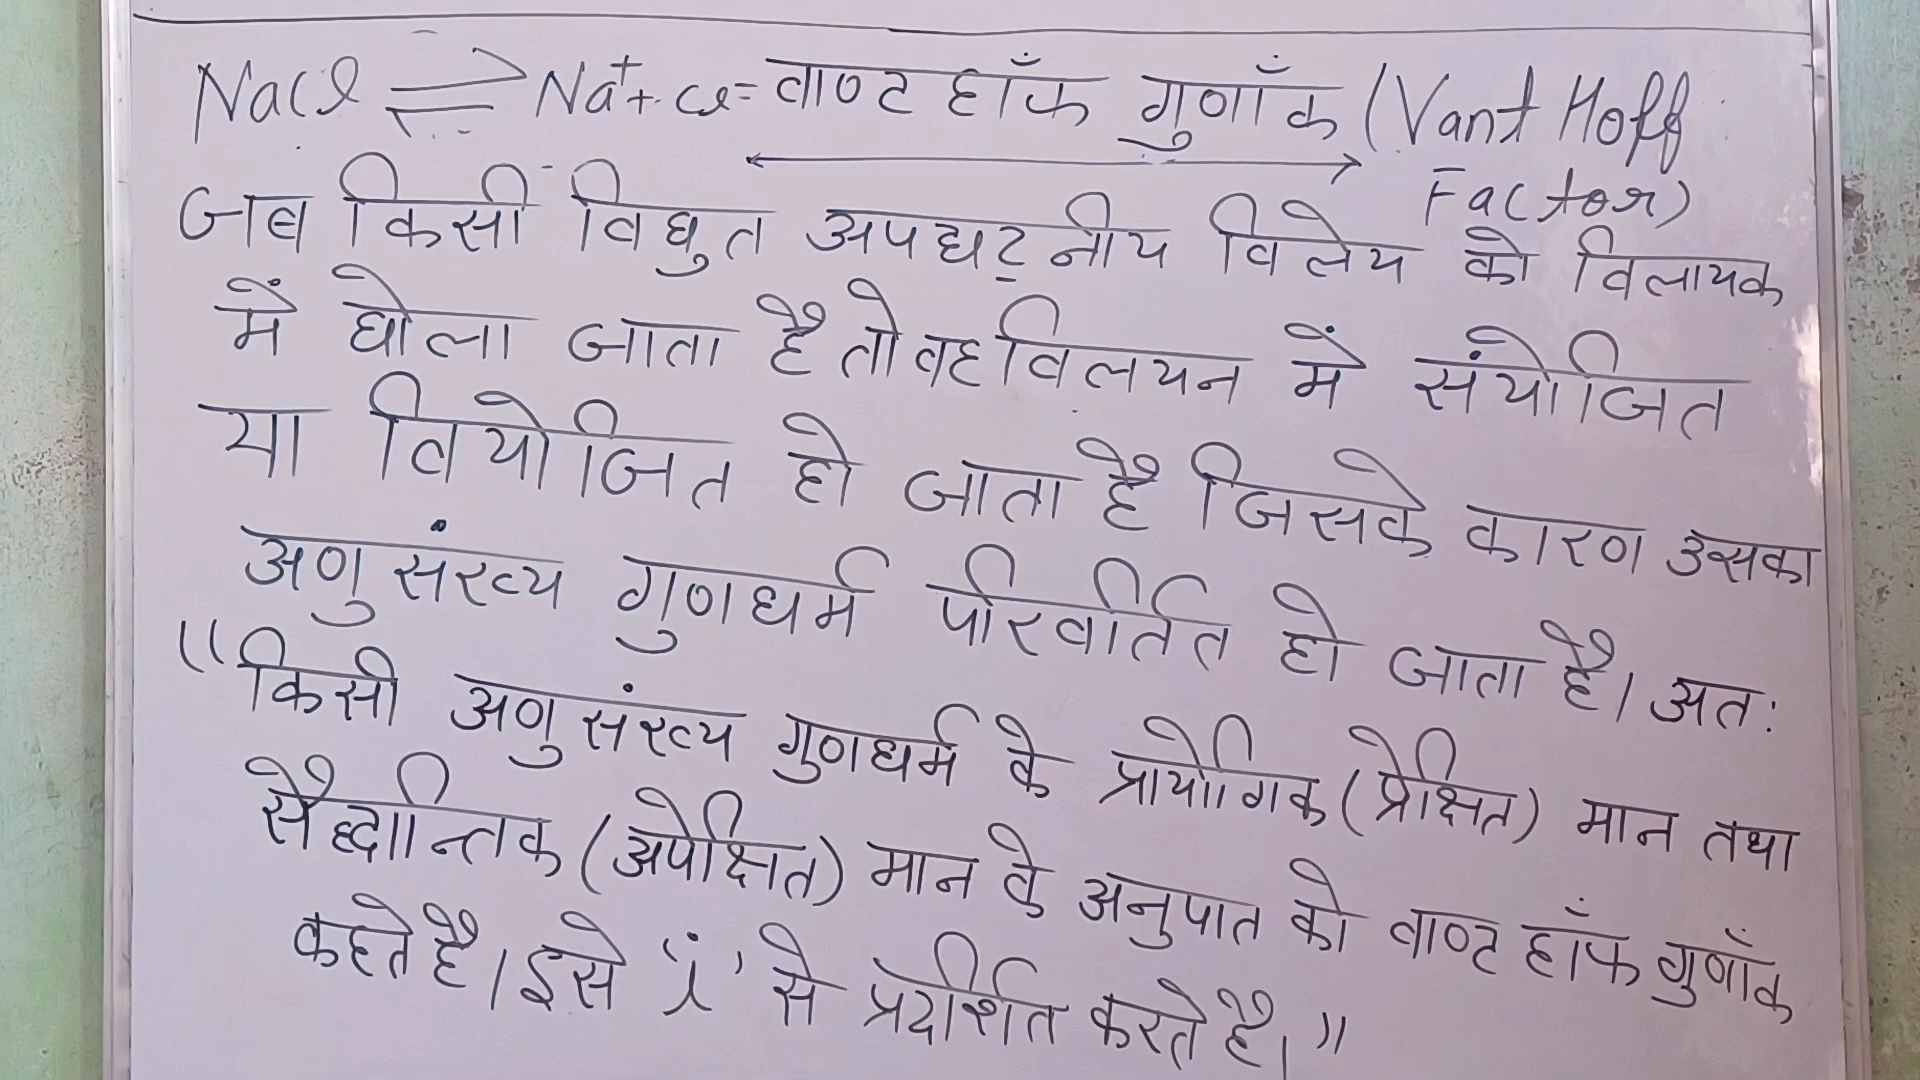 NaCl ⇌ Na⁺ + Cl⁻ = वाण्ट हॉफ गुणाँक (Vant Hoff
Factor)
जब किसी विधुत अपघट्नीय विलेय को विलायक
में घोला जाता है तो वह विलयन में संयोजित
या वियोजित हो जाता है जिसके कारण उसका
अणु संख्य गुणधर्म परिवर्तित हो जाता है। अतः
"किसी अणु संख्य गुणधर्म के प्रायोगिक (प्रेक्षित) मान तथा
सैद्धान्तिक (अपेक्षित) मान के अनुपात को वाण्ट हॉफ गुणाँक
कहते है। इसे 'i' से प्रदर्शित करते है।"